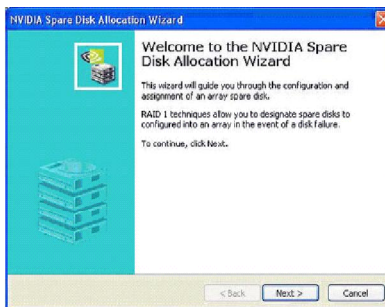 NVIDIA Spare Disk Allocation Wizard
Welcome to the NVIDIA Spare
Disk Allocation Wizard
This wizard will guide you through the configuration and
assignment of an array spare disk.
RAID 1 techniques allow you to designate spare disks to
configured into an array in the event of a disk failure.
To continue, click Next.
< Back
Next >
Cancel